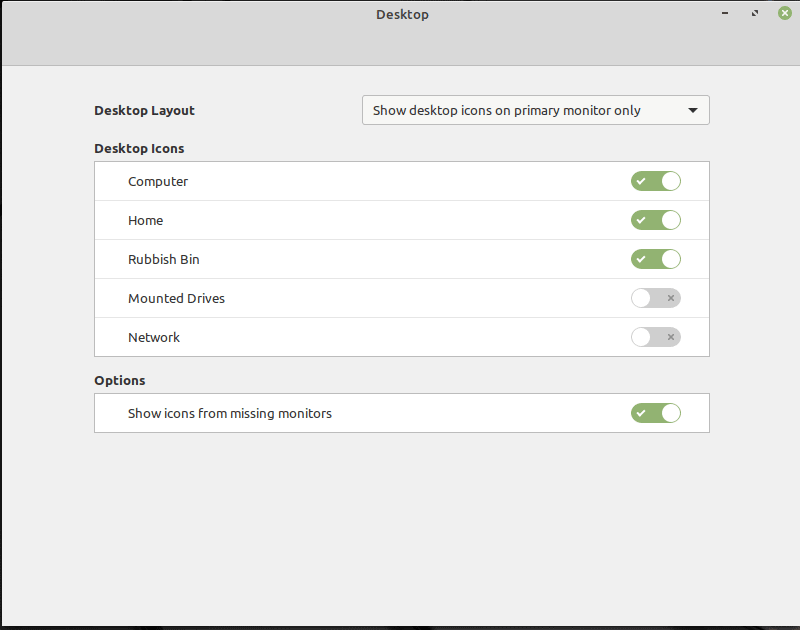 Desktop
Desktop Layout
Show desktop icons on primary monitor only
Desktop Icons
Computer
Home
Rubbish Bin
Mounted Drives
Network
Options
Show icons from missing monitors